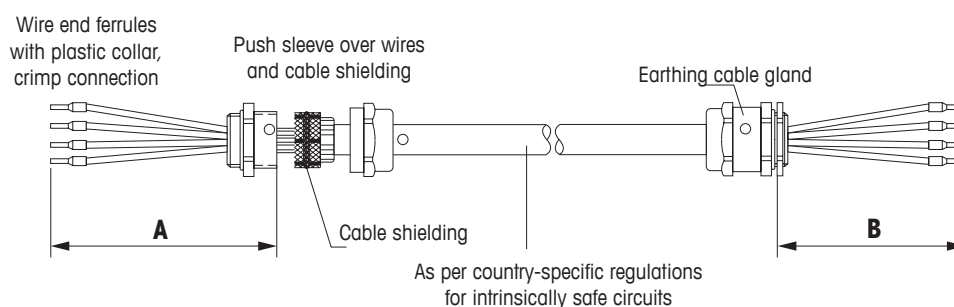 Wire end ferrules
with plastic collar,
crimp connection
Push sleeve over wires
and cable shielding
Earthing cable gland
A
Cable shielding
B
As per country-specific regulations
for intrinsically safe circuits